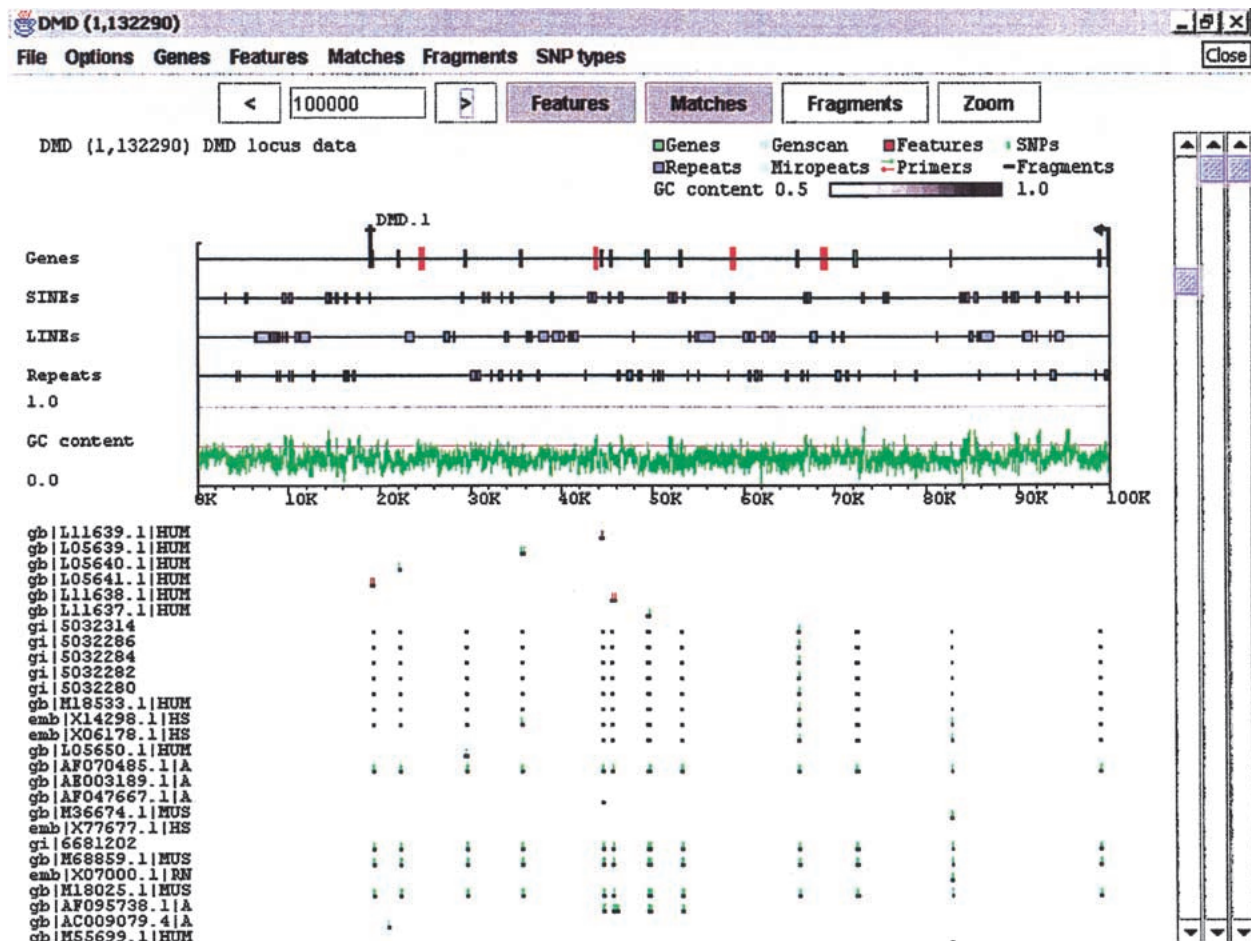 DMD (1,132290)
File Options Genes Features Matches Fragments SNP types
Close
< 100000 > Features Matches Fragments Zoom
DMD (1,132290) DMD locus data
Genes Genscan Features SNPs
Repeats Miropeats Primers Fragments
GC content 0.5 1.0
DMD.1
Genes
SINEs
LINEs
Repeats
1.0
GC content
0.0
0K 10K 20K 30K 40K 50K 60K 70K 80K 90K 100K
gb|L11639.1|HUM
gb|L05639.1|HUM
gb|L05640.1|HUM
gb|L05641.1|HUM
gb|L11638.1|HUM
gb|L11637.1|HUM
gi|5032314
gi|5032286
gi|5032284
gi|5032282
gi|5032280
gb|M18533.1|HUM
emb|X14298.1|HS
emb|X06178.1|HS
gb|L05650.1|HUM
gb|AF070485.1|A
gb|AE003189.1|A
gb|AF047667.1|A
gb|M36674.1|MUS
emb|X77677.1|HS
gi|6681202
gb|M68859.1|MUS
emb|X07000.1|RN
gb|M18025.1|MUS
gb|AF095738.1|A
gb|AC009079.4|A
gb|M55699.1|HUM